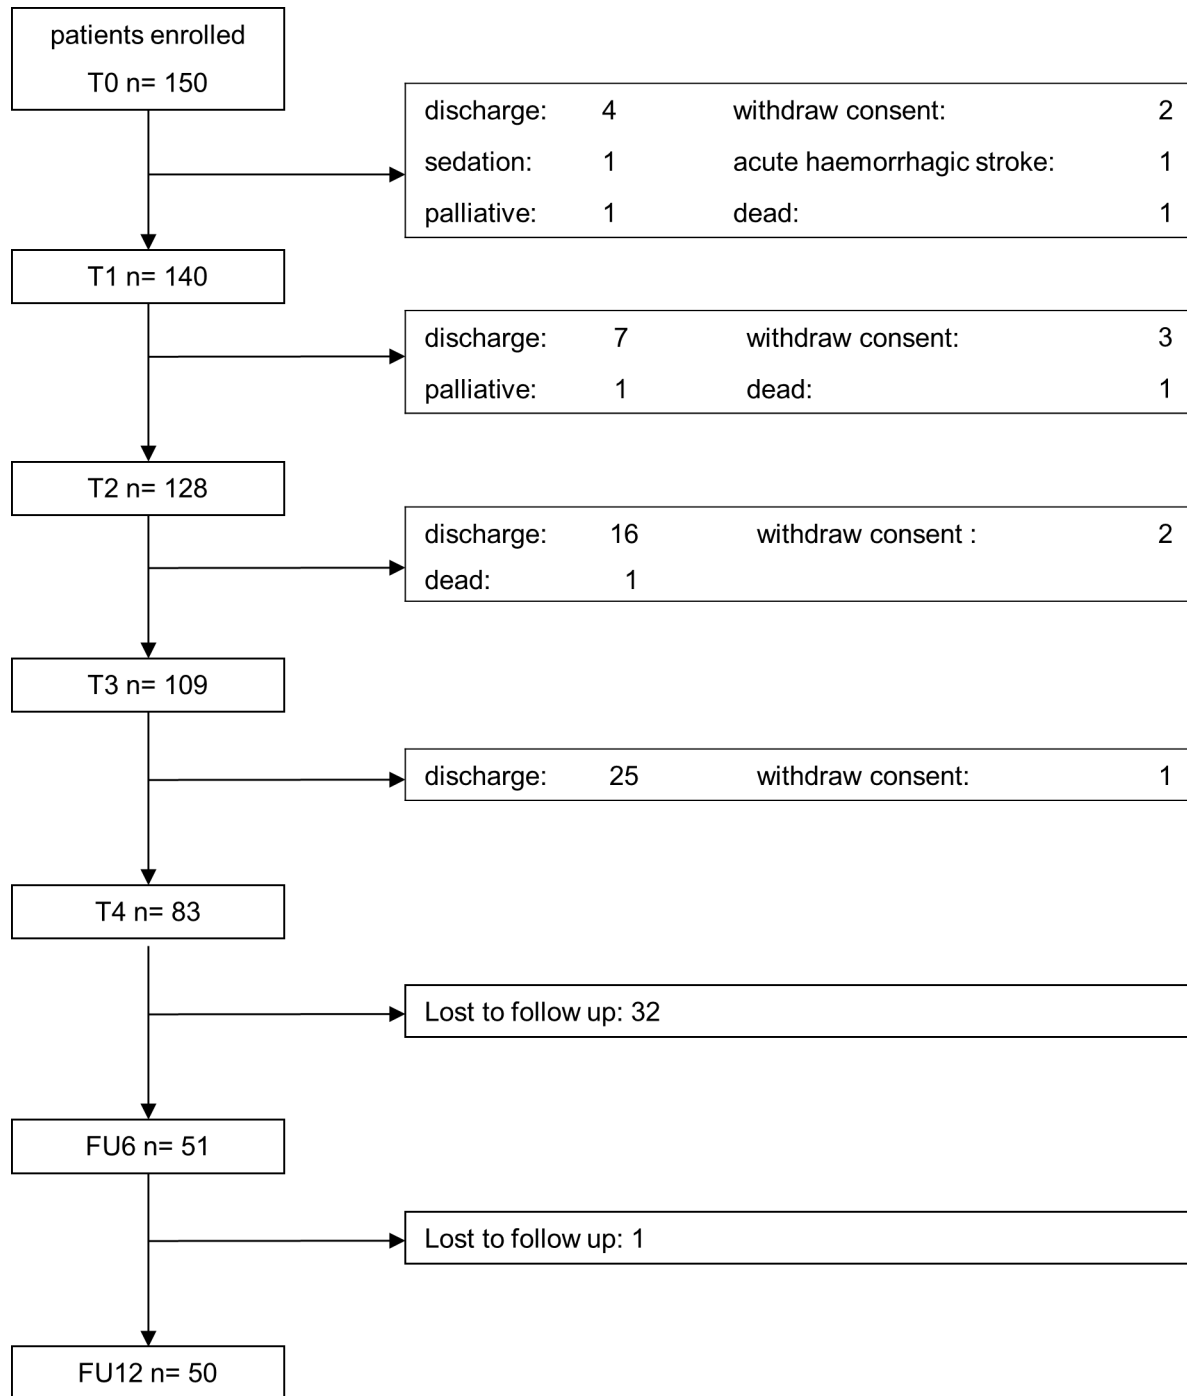 patients enrolled
T0 n= 150
discharge: 4 withdraw consent: 2
sedation: 1 acute haemorrhagic stroke: 1
palliative: 1 dead: 1
T1 n= 140
discharge: 7 withdraw consent: 3
palliative: 1 dead: 1
T2 n= 128
discharge: 16 withdraw consent : 2
dead: 1
T3 n= 109
discharge: 25 withdraw consent: 1
T4 n= 83
Lost to follow up: 32
FU6 n= 51
Lost to follow up: 1
FU12 n= 50